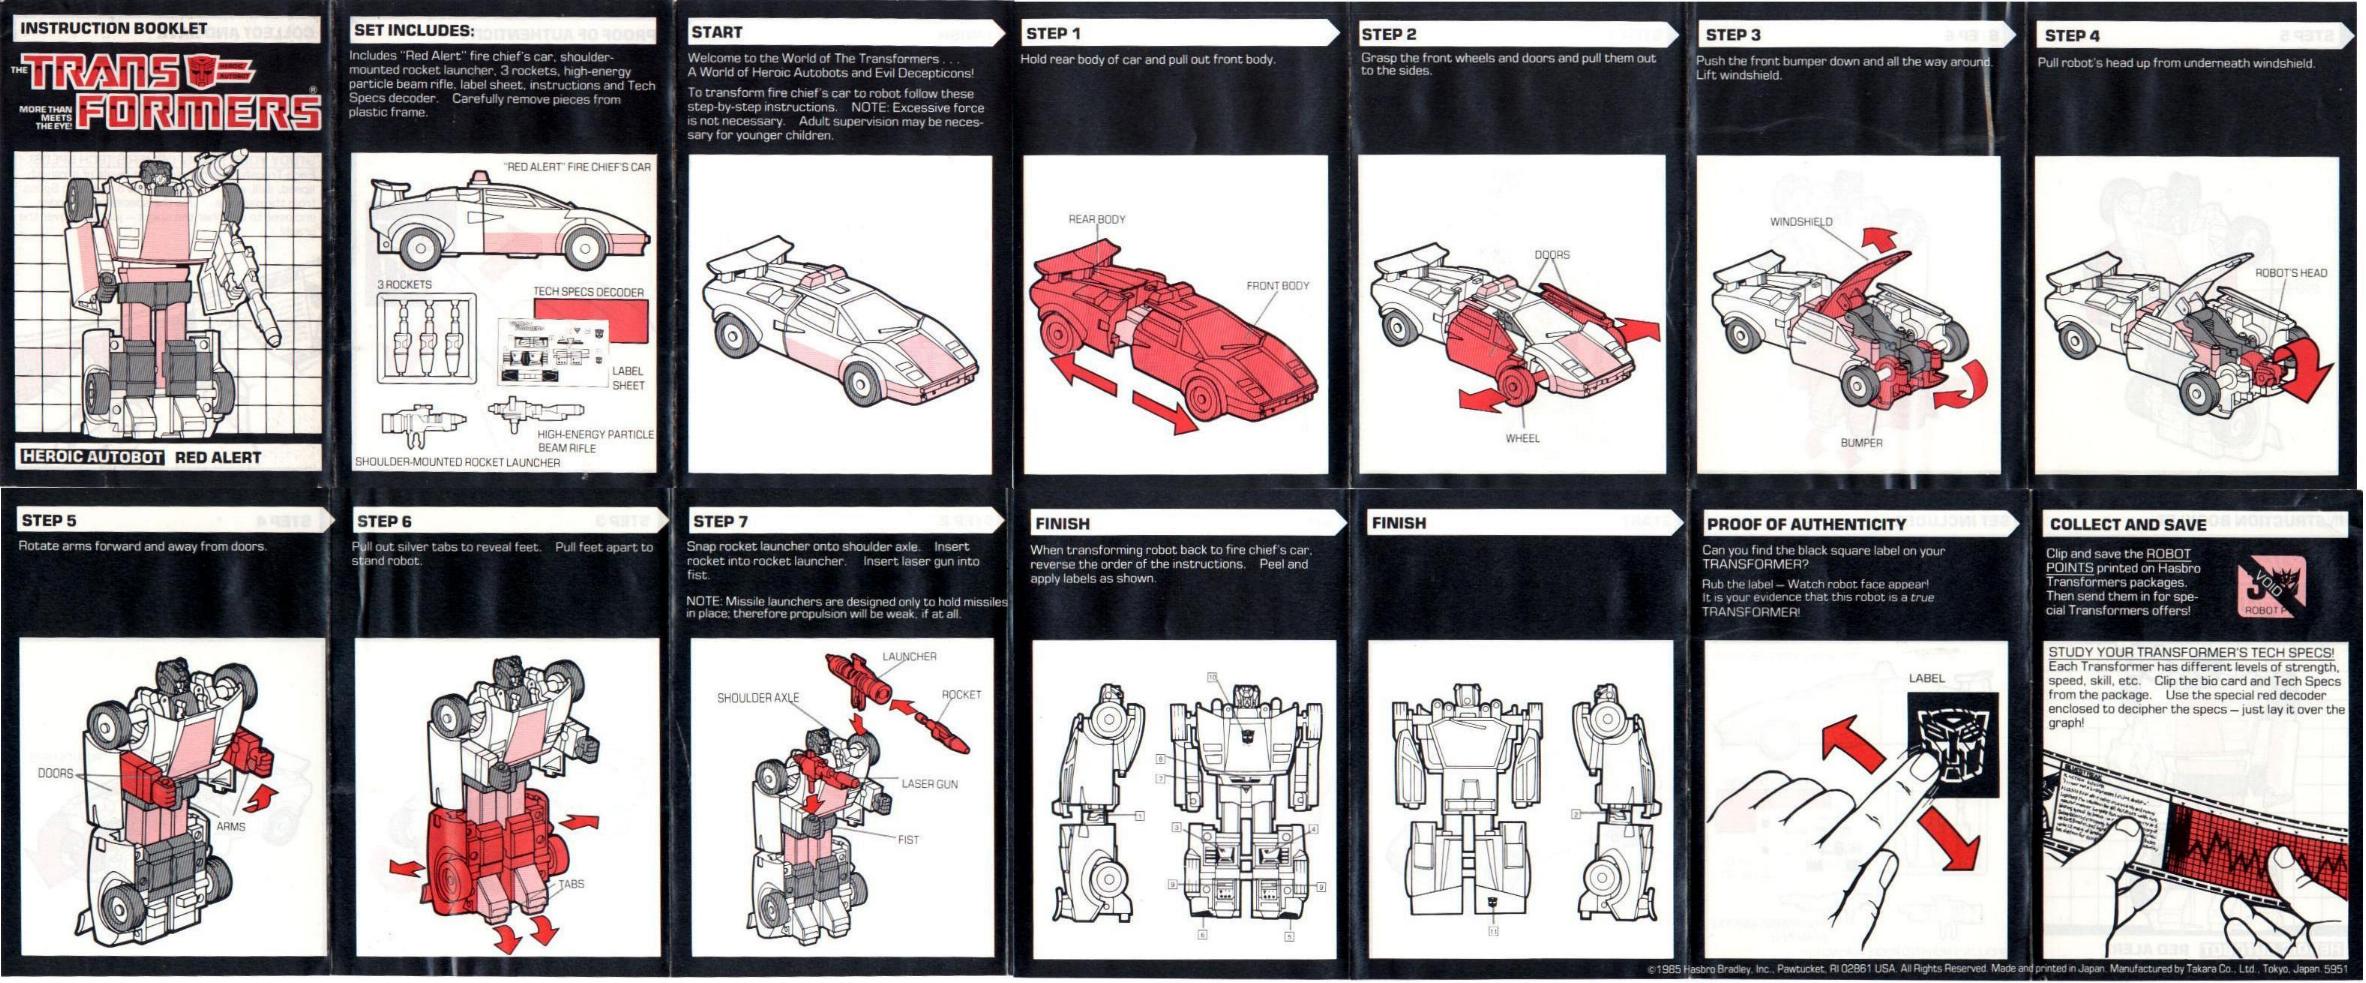 INSTRUCTION BOOKLET
THE TRANSFORMERS
HEROIC
AUTOBOT
®
MORE THAN
MEETS
THE EYE!
HEROIC AUTOBOT RED ALERT
SET INCLUDES:
Includes "Red Alert" fire chief's car, shoulder-
mounted rocket launcher, 3 rockets, high-energy
particle beam rifle, label sheet, instructions and Tech
Specs decoder. Carefully remove pieces from
plastic frame.
"RED ALERT" FIRE CHIEF'S CAR
3 ROCKETS
TECH SPECS DECODER
LABEL
SHEET
HIGH-ENERGY PARTICLE
BEAM RIFLE
SHOULDER-MOUNTED ROCKET LAUNCHER
START
Welcome to the World of The Transformers . . .
A World of Heroic Autobots and Evil Decepticons!
To transform fire chief's car to robot follow these
step-by-step instructions. NOTE: Excessive force
is not necessary. Adult supervision may be neces-
sary for younger children.
STEP 1
Hold rear body of car and pull out front body.
REAR BODY
FRONT BODY
STEP 2
Grasp the front wheels and doors and pull them out
to the sides.
DOORS
WHEEL
STEP 3
Push the front bumper down and all the way around.
Lift windshield.
WINDSHIELD
BUMPER
STEP 4
Pull robot's head up from underneath windshield.
ROBOT'S HEAD
STEP 5
Rotate arms forward and away from doors.
DOORS
ARMS
STEP 6
Pull out silver tabs to reveal feet. Pull feet apart to
stand robot.
TABS
STEP 7
Snap rocket launcher onto shoulder axle. Insert
rocket into rocket launcher. Insert laser gun into
fist.
NOTE: Missile launchers are designed only to hold missiles
in place; therefore propulsion will be weak, if at all.
LAUNCHER
SHOULDER AXLE
ROCKET
LASER GUN
FIST
FINISH
When transforming robot back to fire chief's car,
reverse the order of the instructions. Peel and
apply labels as shown.
10
8
7
1
3
4
9
9
6
5
FINISH
2
11
PROOF OF AUTHENTICITY
Can you find the black square label on your
TRANSFORMER?
Rub the label – Watch robot face appear!
It is your evidence that this robot is a true
TRANSFORMER!
LABEL
COLLECT AND SAVE
Clip and save the ROBOT
POINTS printed on Hasbro
Transformers packages.
Then send them in for spe-
cial Transformers offers!
VOID
ROBOT P
STUDY YOUR TRANSFORMER'S TECH SPECS!
Each Transformer has different levels of strength,
speed, skill, etc. Clip the bio card and Tech Specs
from the package. Use the special red decoder
enclosed to decipher the specs – just lay it over the
graph!
©1985 Hasbro Bradley, Inc., Pawtucket, RI 02861 USA. All Rights Reserved. Made and printed in Japan. Manufactured by Takara Co., Ltd., Tokyo, Japan. 5951